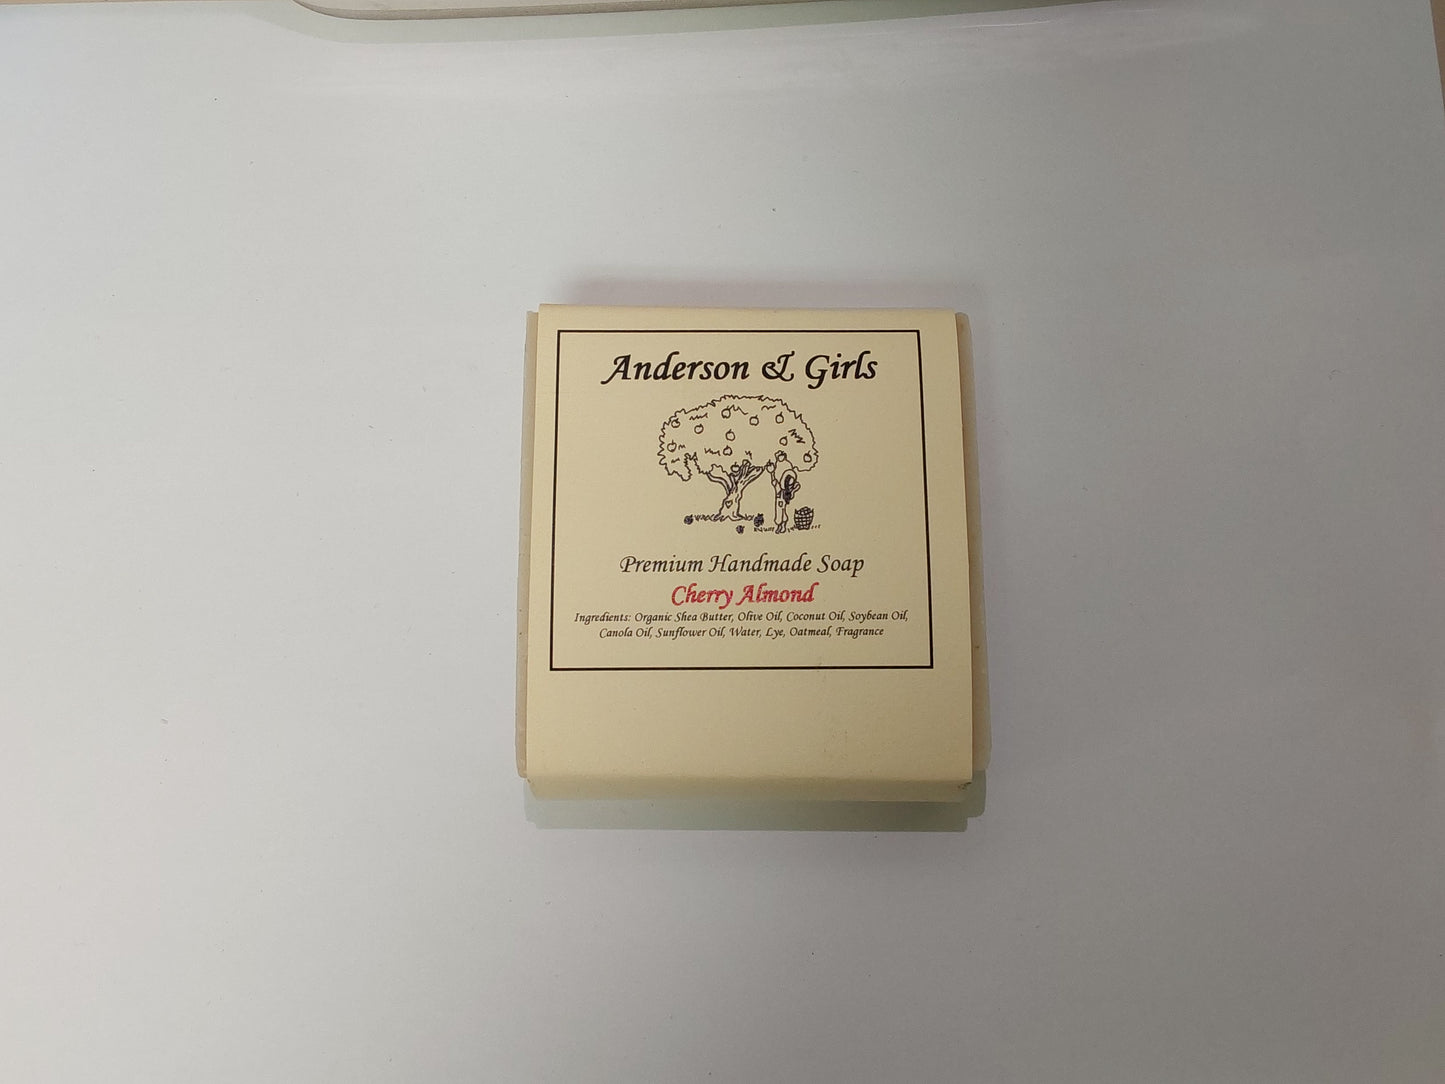 Anderson & Girls
Premium Handmade Soap
Cherry Almond
Ingredients: Organic Shea Butter, Olive Oil, Coconut Oil, Soybean Oil,
Canola Oil, Sunflower Oil, Water, Lye, Oatmeal, Fragrance